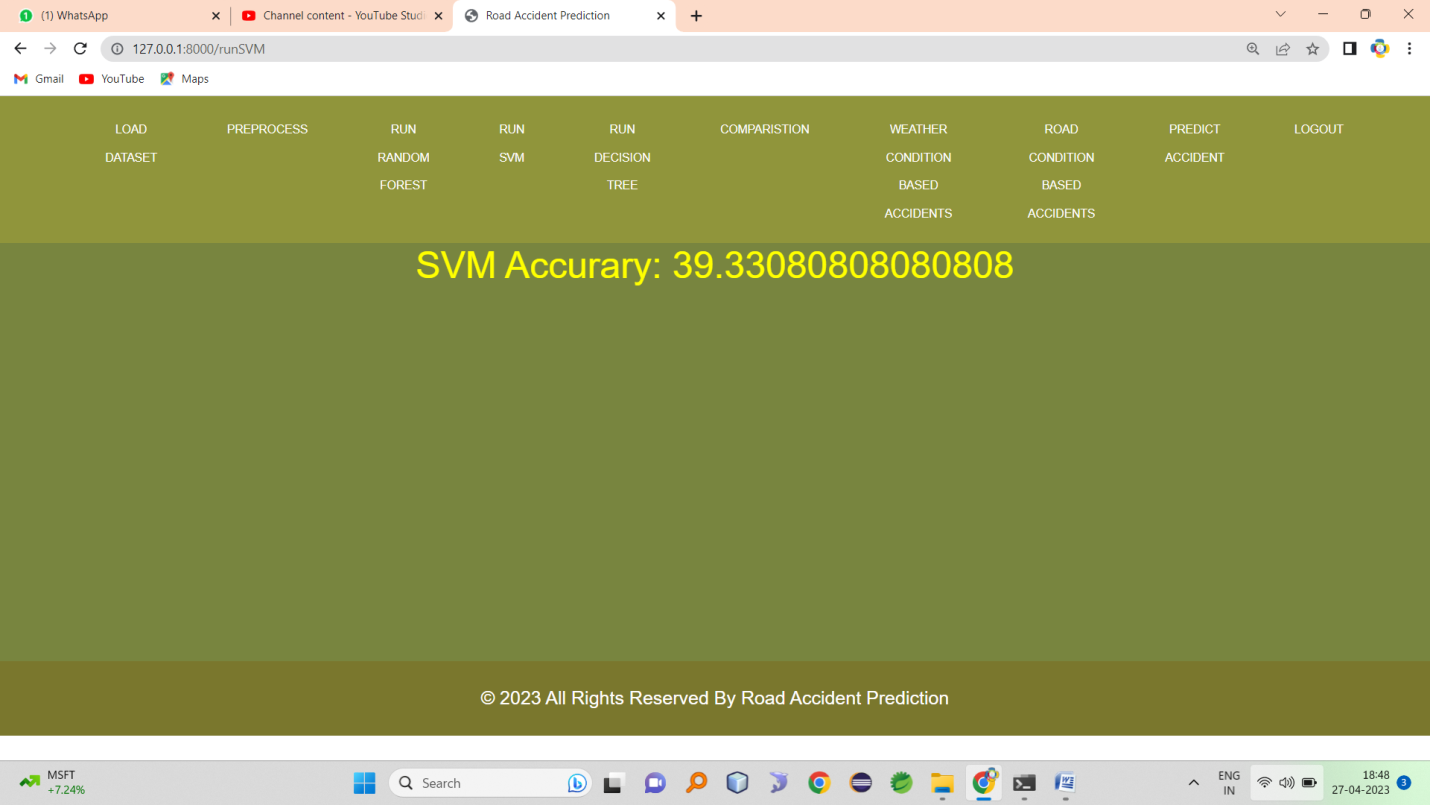 (1) WhatsApp
Channel content - YouTube Studi
Road Accident Prediction
127.0.0.1:8000/runSVM
Gmail
YouTube
Maps
LOAD
DATASET
PREPROCESS
RUN
RANDOM
FOREST
RUN
SVM
RUN
DECISION
TREE
COMPARISTION
WEATHER
CONDITION
BASED
ACCIDENTS
ROAD
CONDITION
BASED
ACCIDENTS
PREDICT
ACCIDENT
LOGOUT
SVM Accurary: 39.33080808080808
© 2023 All Rights Reserved By Road Accident Prediction
MSFT
+7.24%
Search
ENG
IN
18:48
27-04-2023
3